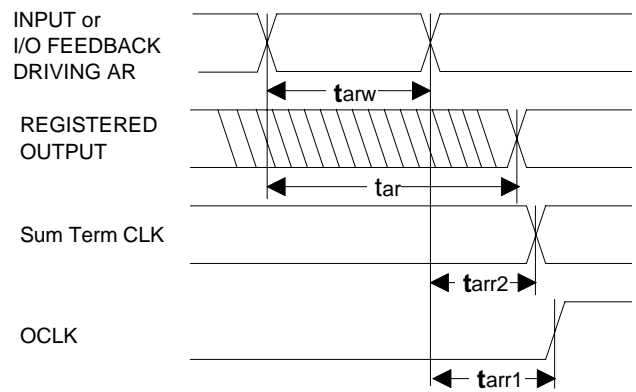 INPUT or
I/O FEEDBACK
DRIVING AR
tarw
REGISTERED
OUTPUT
tar
Sum Term CLK
tarr2
OCLK
tarr1